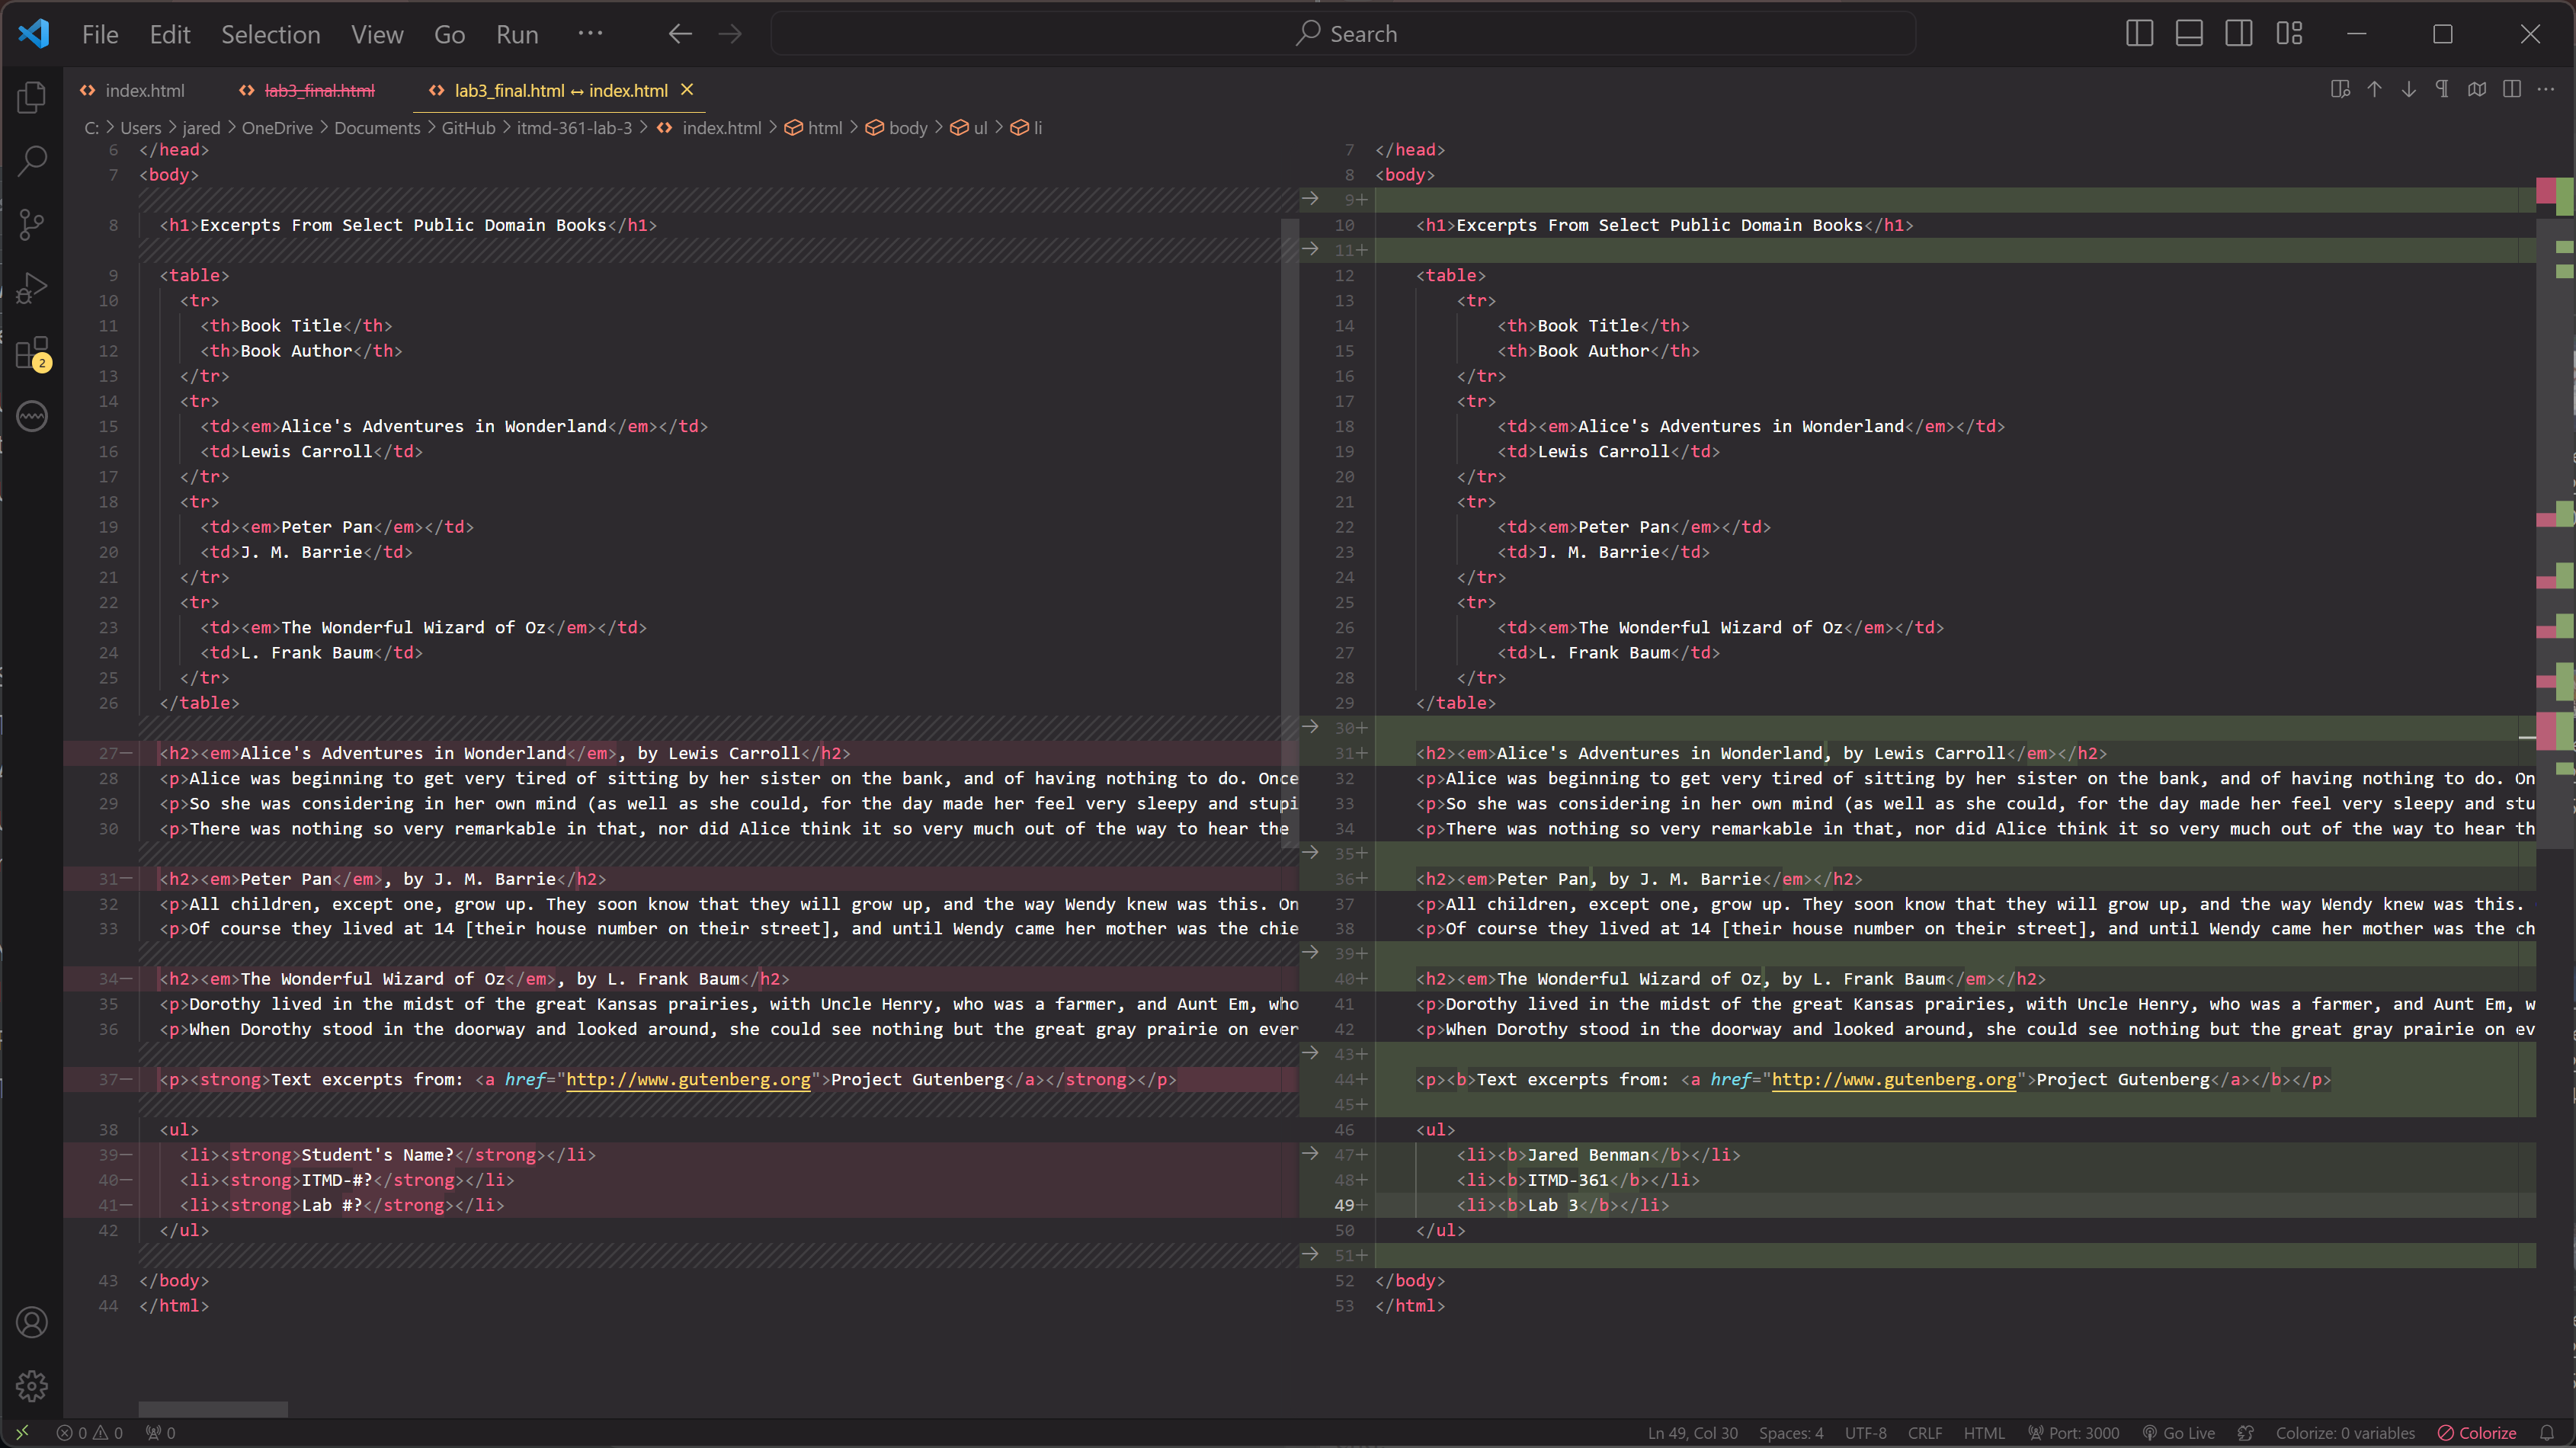 File Edit Selection View Go Run ··· Search
index.html lab3_final.html lab3_final.html ↔ index.html
C: > Users > jared > OneDrive > Documents > GitHub > itmd-361-lab-3 > index.html > html > body > ul > li
6 </head>
7 <body>
8 <h1>Excerpts From Select Public Domain Books</h1>
9 <table>
10 <tr>
11 <th>Book Title</th>
12 <th>Book Author</th>
13 </tr>
14 <tr>
15 <td><em>Alice's Adventures in Wonderland</em></td>
16 <td>Lewis Carroll</td>
17 </tr>
18 <tr>
19 <td><em>Peter Pan</em></td>
20 <td>J. M. Barrie</td>
21 </tr>
22 <tr>
23 <td><em>The Wonderful Wizard of Oz</em></td>
24 <td>L. Frank Baum</td>
25 </tr>
26 </table>
27— <h2><em>Alice's Adventures in Wonderland</em>, by Lewis Carroll</h2>
28 <p>Alice was beginning to get very tired of sitting by her sister on the bank, and of having nothing to do. Once
29 <p>So she was considering in her own mind (as well as she could, for the day made her feel very sleepy and stupi
30 <p>There was nothing so very remarkable in that, nor did Alice think it so very much out of the way to hear the
31— <h2><em>Peter Pan</em>, by J. M. Barrie</h2>
32 <p>All children, except one, grow up. They soon know that they will grow up, and the way Wendy knew was this. On
33 <p>Of course they lived at 14 [their house number on their street], and until Wendy came her mother was the chie
34— <h2><em>The Wonderful Wizard of Oz</em>, by L. Frank Baum</h2>
35 <p>Dorothy lived in the midst of the great Kansas prairies, with Uncle Henry, who was a farmer, and Aunt Em, who
36 <p>When Dorothy stood in the doorway and looked around, she could see nothing but the great gray prairie on ever
37— <p><strong>Text excerpts from: <a href="http://www.gutenberg.org">Project Gutenberg</a></strong></p>
38 <ul>
39— <li><strong>Student's Name?</strong></li>
40— <li><strong>ITMD-#?</strong></li>
41— <li><strong>Lab #?</strong></li>
42 </ul>
43 </body>
44 </html>
7 </head>
8 <body>
9+
10 <h1>Excerpts From Select Public Domain Books</h1>
11+
12 <table>
13 <tr>
14 <th>Book Title</th>
15 <th>Book Author</th>
16 </tr>
17 <tr>
18 <td><em>Alice's Adventures in Wonderland</em></td>
19 <td>Lewis Carroll</td>
20 </tr>
21 <tr>
22 <td><em>Peter Pan</em></td>
23 <td>J. M. Barrie</td>
24 </tr>
25 <tr>
26 <td><em>The Wonderful Wizard of Oz</em></td>
27 <td>L. Frank Baum</td>
28 </tr>
29 </table>
30+
31+ <h2><em>Alice's Adventures in Wonderland, by Lewis Carroll</em></h2>
32 <p>Alice was beginning to get very tired of sitting by her sister on the bank, and of having nothing to do. On
33 <p>So she was considering in her own mind (as well as she could, for the day made her feel very sleepy and stu
34 <p>There was nothing so very remarkable in that, nor did Alice think it so very much out of the way to hear th
35+
36+ <h2><em>Peter Pan, by J. M. Barrie</em></h2>
37 <p>All children, except one, grow up. They soon know that they will grow up, and the way Wendy knew was this.
38 <p>Of course they lived at 14 [their house number on their street], and until Wendy came her mother was the ch
39+
40+ <h2><em>The Wonderful Wizard of Oz, by L. Frank Baum</em></h2>
41 <p>Dorothy lived in the midst of the great Kansas prairies, with Uncle Henry, who was a farmer, and Aunt Em, w
42 <p>When Dorothy stood in the doorway and looked around, she could see nothing but the great gray prairie on ev
43+
44+ <p><b>Text excerpts from: <a href="http://www.gutenberg.org">Project Gutenberg</a></b></p>
45+
46 <ul>
47+ <li><b>Jared Benman</b></li>
48+ <li><b>ITMD-361</b></li>
49+ <li><b>Lab 3</b></li>
50 </ul>
51+
52 </body>
53 </html>
2
0 0 0 Ln 49, Col 30 Spaces: 4 UTF-8 CRLF HTML Port: 3000 Go Live Colorize: 0 variables Colorize